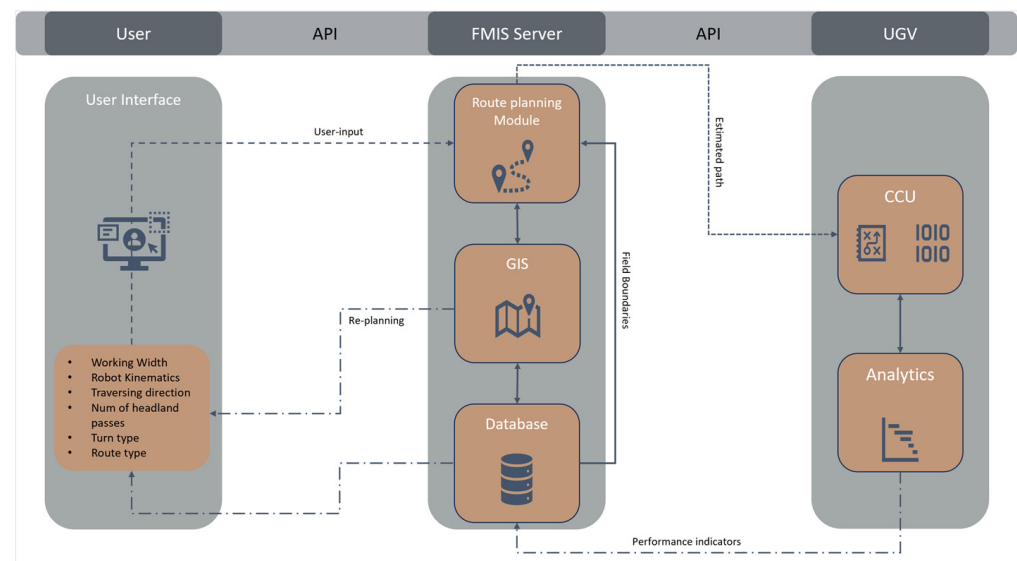 User
API
FMIS Server
API
UGV
User Interface
User-input
Working Width
Robot Kinematics
Traversing direction
Num of headland
passes
Turn type
Route type
Route planning
Module
GIS
Re-planning
Database
Field Boundaries
Estimated path
CCU
X
1010
1010
Analytics
Performance indicators